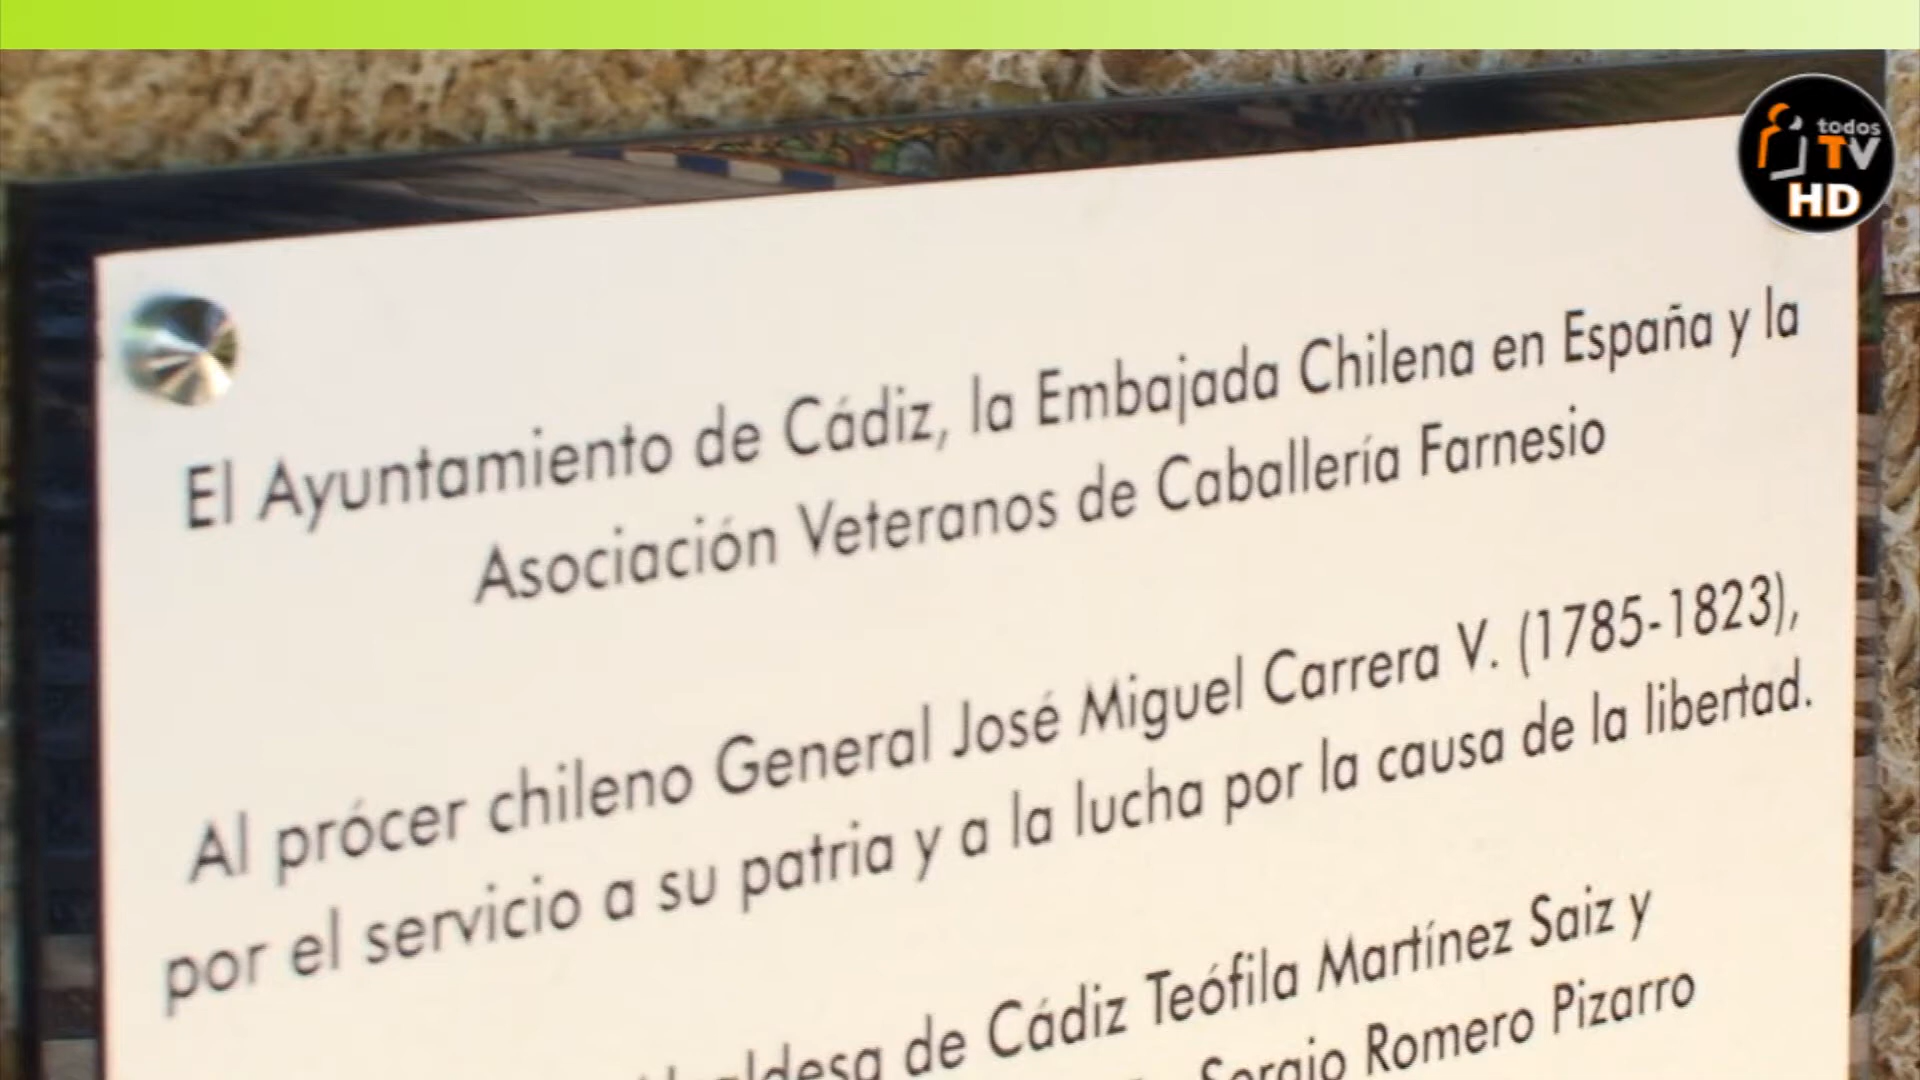 todos
TV
HD
El Ayuntamiento de Cádiz, la Embajada Chilena en España y la
Asociación Veteranos de Caballería Farnesio
Al prócer chileno General José Miguel Carrera V. (1785-1823),
por el servicio a su patria y a la lucha por la causa de la libertad.
de Cádiz Teófila Martínez Saiz y
Sergio Romero Pizarro